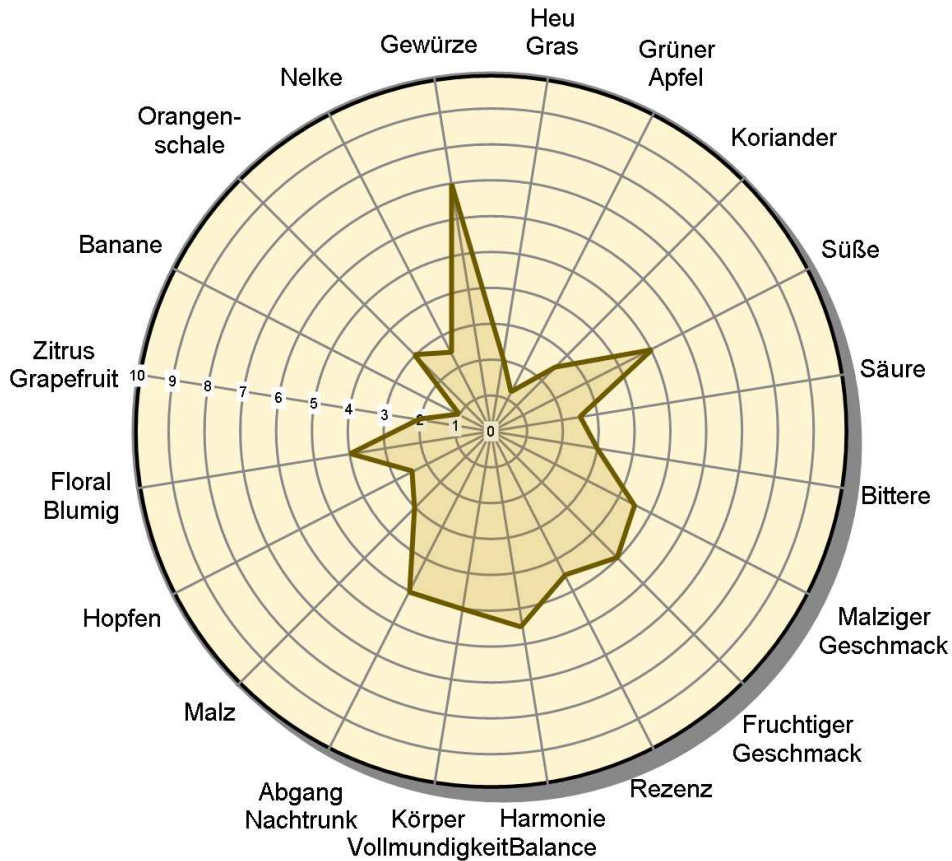 Heu
Gras
Gewürze
Grüner
Apfel
Nelke
Orangen-
schale
Koriander
Banane
Süße
Zitrus
Grapefruit
Säure
10
9
8
7
6
5
4
3
2
1
0
Floral
Blumig
Bittere
Hopfen
Malziger
Geschmack
Malz
Fruchtiger
Geschmack
Abgang
Nachtrunk
Körper
Vollmundigkeit
Harmonie
Balance
Rezenz